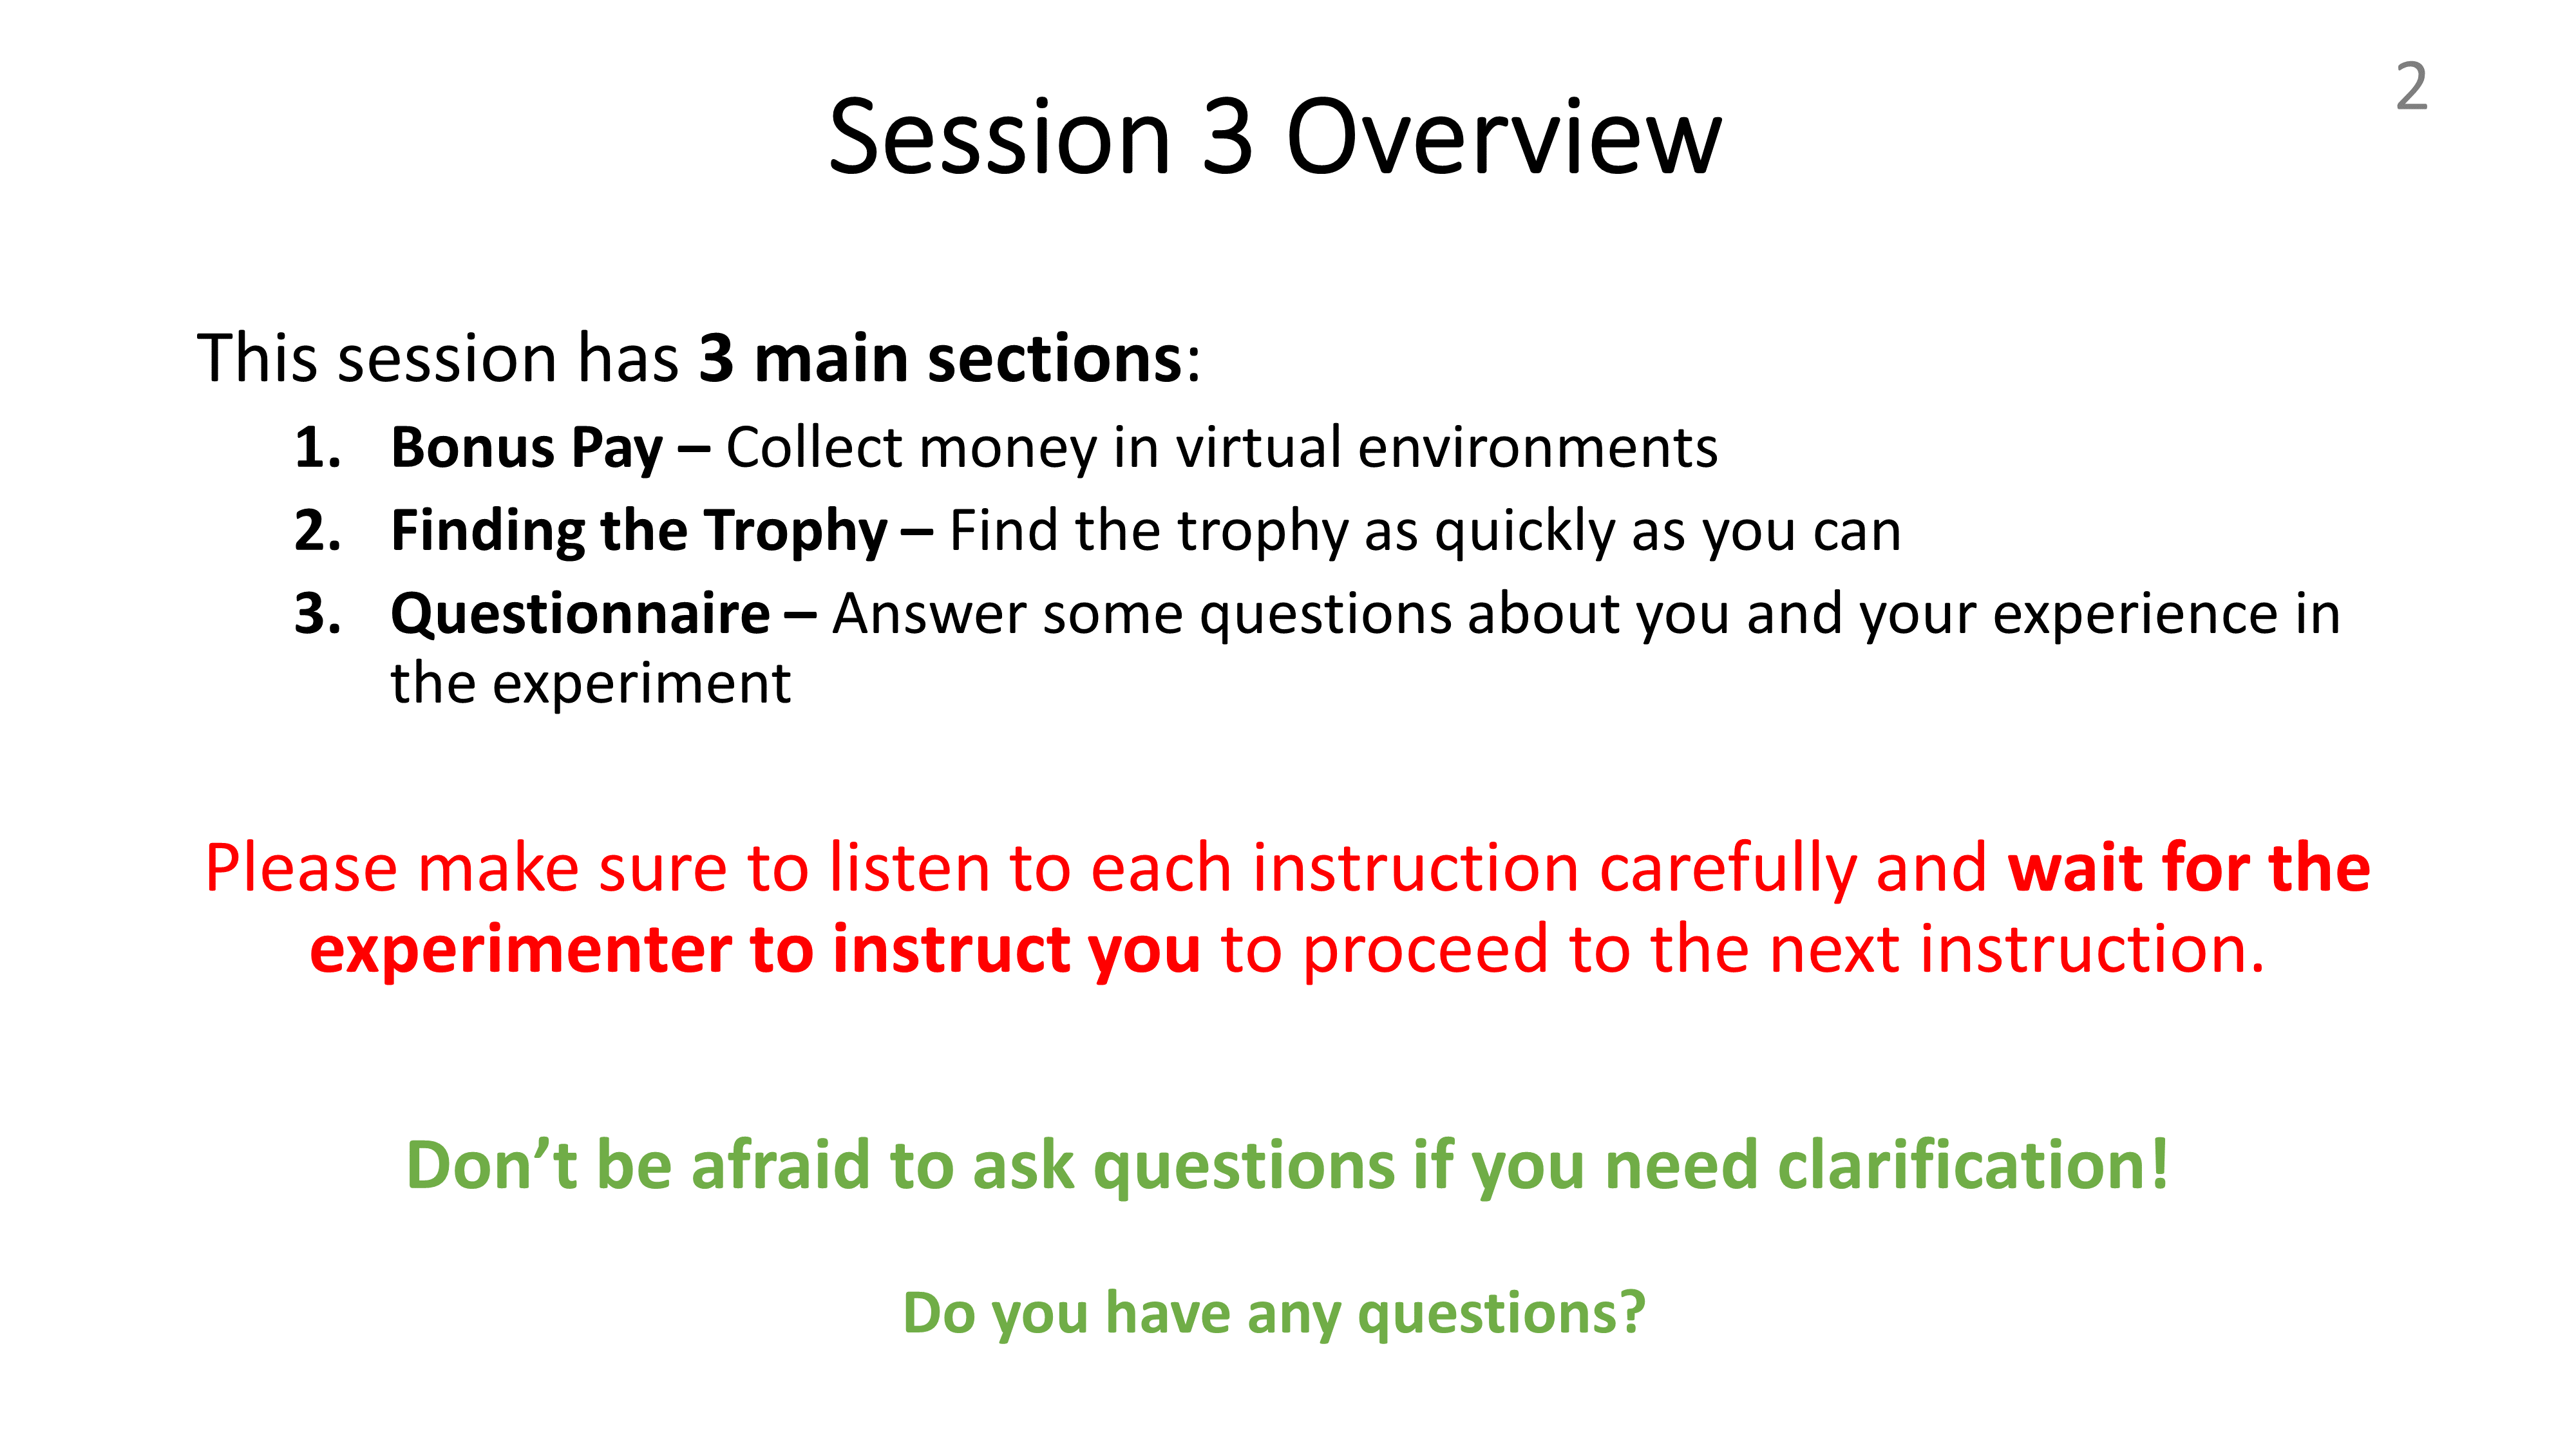 2
Session 3 Overview
This session has 3 main sections:
1. Bonus Pay – Collect money in virtual environments
2. Finding the Trophy – Find the trophy as quickly as you can
3. Questionnaire – Answer some questions about you and your experience in
the experiment
Please make sure to listen to each instruction carefully and wait for the
experimenter to instruct you to proceed to the next instruction.
Don’t be afraid to ask questions if you need clarification!
Do you have any questions?